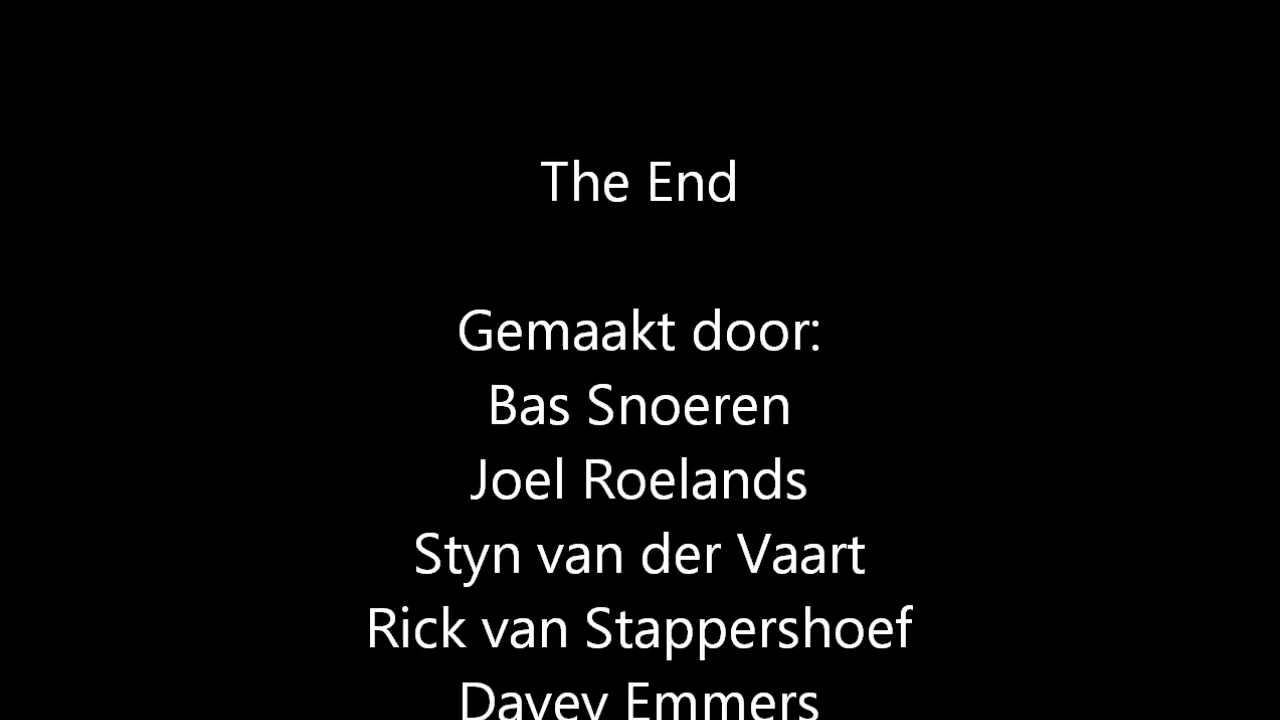 The End
Gemaakt door:
Bas Snoeren
Joel Roelands
Styn van der Vaart
Rick van Stappershoef
Davey Emmers